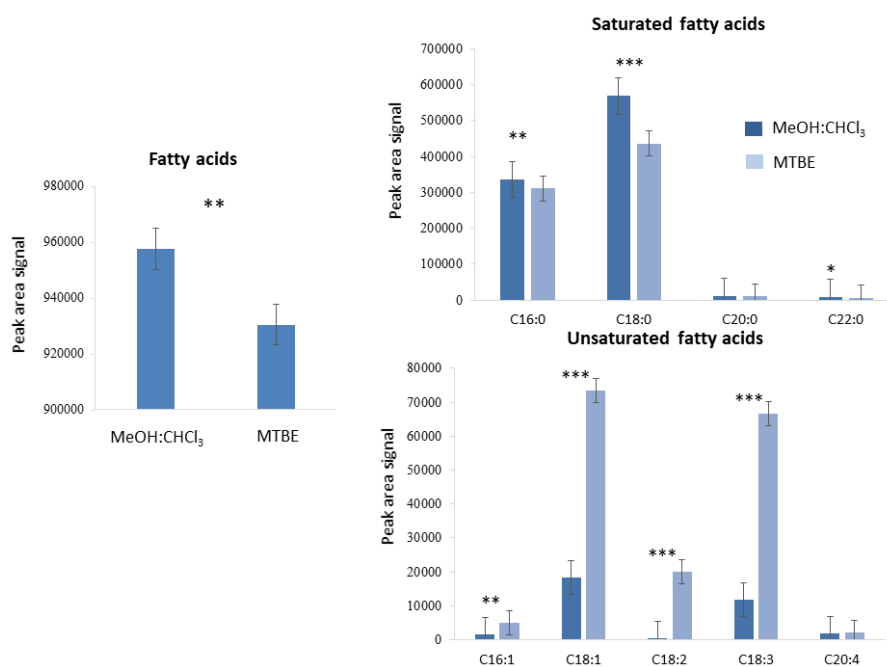 Fatty acids
Peak area signal
980000
960000
940000
920000
900000
**
MeOH:CHCl₃
MTBE
Saturated fatty acids
Peak area signal
700000
600000
500000
400000
300000
200000
100000
0
**
***
*
MeOH:CHCl₃
MTBE
C16:0
C18:0
C20:0
C22:0
Unsaturated fatty acids
Peak area signal
80000
70000
60000
50000
40000
30000
20000
10000
0
**
***
***
***
C16:1
C18:1
C18:2
C18:3
C20:4